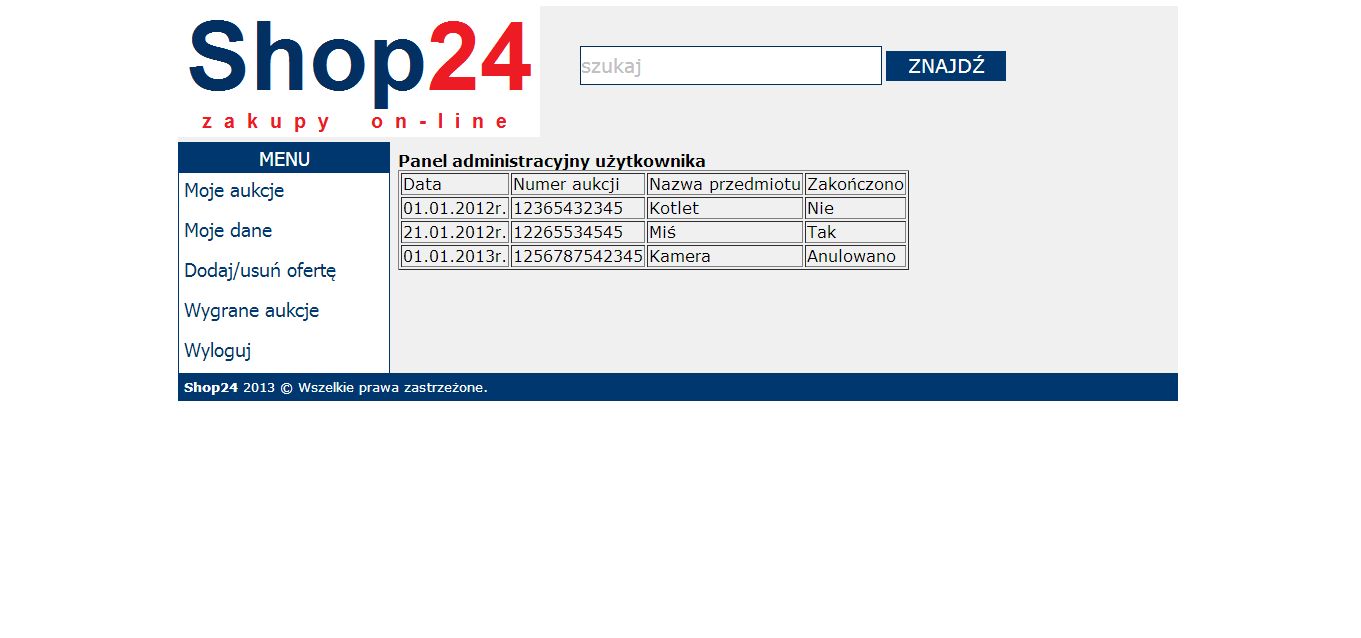 Shop24
zakupy on-line
szukaj ZNAJDŹ
MENU
Moje aukcje
Moje dane
Dodaj/usuń ofertę
Wygrane aukcje
Wyloguj
Panel administracyjny użytkownika
Data Numer aukcji Nazwa przedmiotu Zakończono
01.01.2012r. 12365432345 Kotlet Nie
21.01.2012r. 12265534545 Miś Tak
01.01.2013r. 1256787542345 Kamera Anulowano
Shop24 2013 © Wszelkie prawa zastrzeżone.